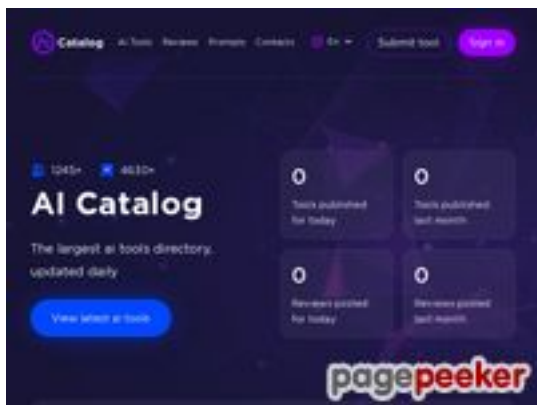 Catalog Ai Tools Reviews Prompts Contacts En Submit tool Sign in
1245+ 4630+
AI Catalog
The largest ai tools directory,
updated daily
View latest ai tools
0
Tools published
for today
0
Tools published
last month
0
Reviews posted
for today
0
Reviews posted
last month
pagepeeker